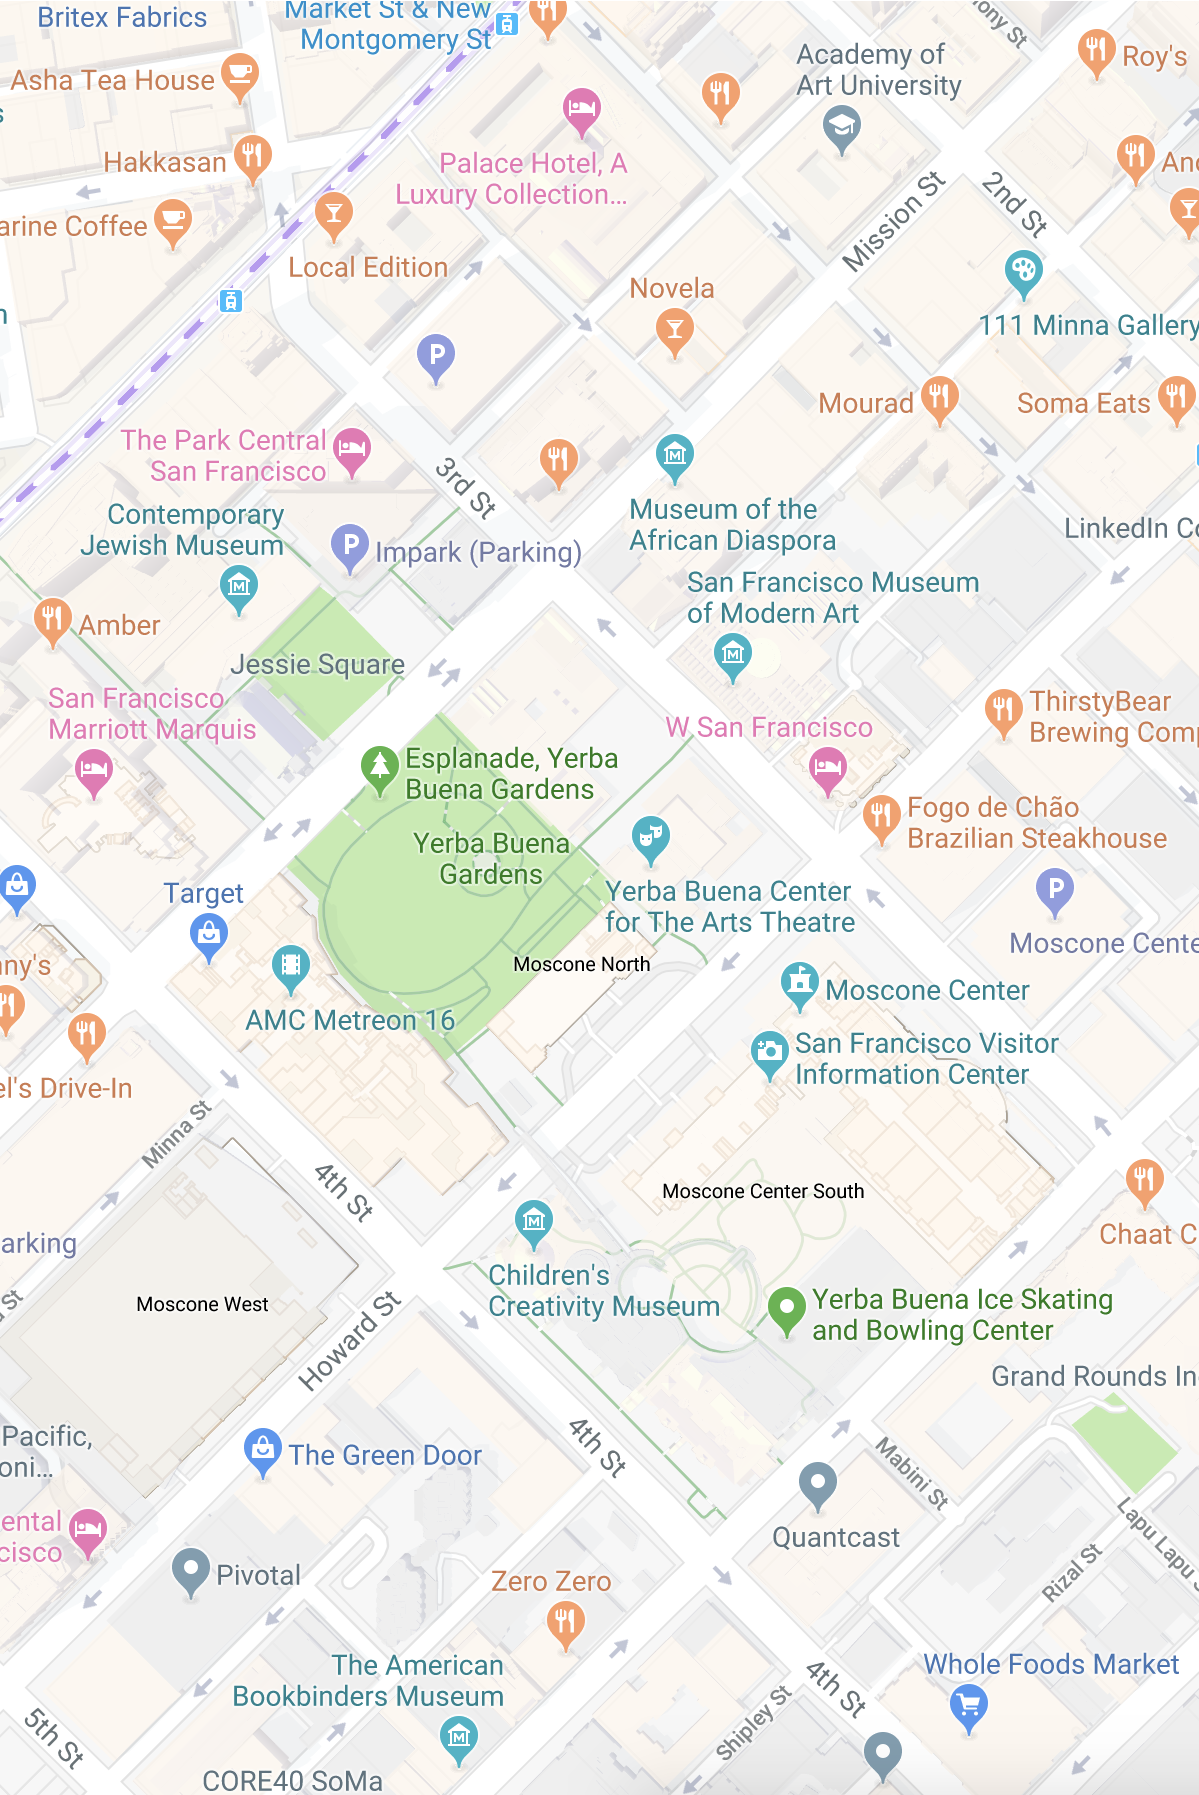 Britex Fabrics
Market St & New
Montgomery St
Asha Tea House
Academy of
Art University
Roy's
Hakkasan
Palace Hotel, A
Luxury Collection...
Mission St
2nd St
arine Coffee
Local Edition
Novela
111 Minna Gallery
P
Mourad
Soma Eats
The Park Central
San Francisco
3rd St
Contemporary
Jewish Museum
P
Impark (Parking)
Museum of the
African Diaspora
LinkedIn Co
San Francisco Museum
of Modern Art
Amber
Jessie Square
San Francisco
Marriott Marquis
W San Francisco
ThirstyBear
Brewing Comp
Esplanade, Yerba
Buena Gardens
Fogo de Chão
Brazilian Steakhouse
Yerba Buena
Gardens
Target
Yerba Buena Center
for The Arts Theatre
P
Moscone Cente
ny's
Moscone North
AMC Metreon 16
Moscone Center
San Francisco Visitor
Information Center
el's Drive-In
Minna St
4th St
Moscone Center South
arking
Chaat C
Children's
Creativity Museum
Moscone West
Howard St
Yerba Buena Ice Skating
and Bowling Center
Grand Rounds In
Pacific,
oni...
The Green Door
4th St
Mabini St
Quantcast
Lapu Lapu S
Rizal St
ental
cisco
Pivotal
Zero Zero
The American
Bookbinders Museum
Whole Foods Market
4th St
Shipley St
5th St
CORE40 SoMa